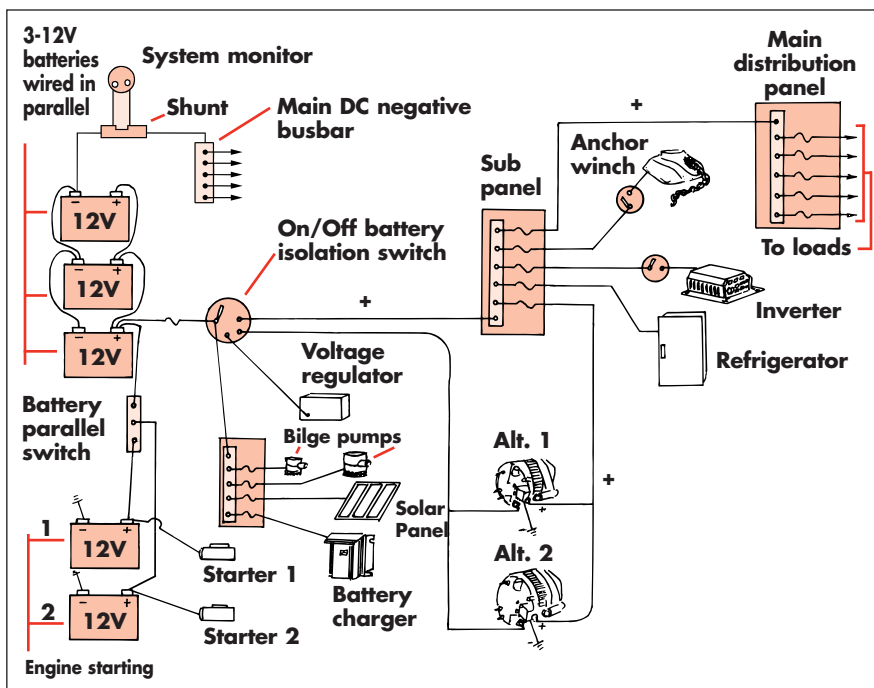 3-12V
batteries
wired in
parallel
System monitor
Shunt
Main DC negative
busbar
Main
distribution
panel
+
Anchor
winch
Sub
panel
- +
12V
On/Off battery
isolation switch
To loads
- +
12V
+
Inverter
- +
12V
Voltage
regulator
Refrigerator
Battery
parallel
switch
Bilge pumps
Alt. 1
+
Solar
Panel
+
1
- +
12V
Starter 1
Alt. 2
Battery
charger
2
- +
12V
Starter 2
+
Engine starting